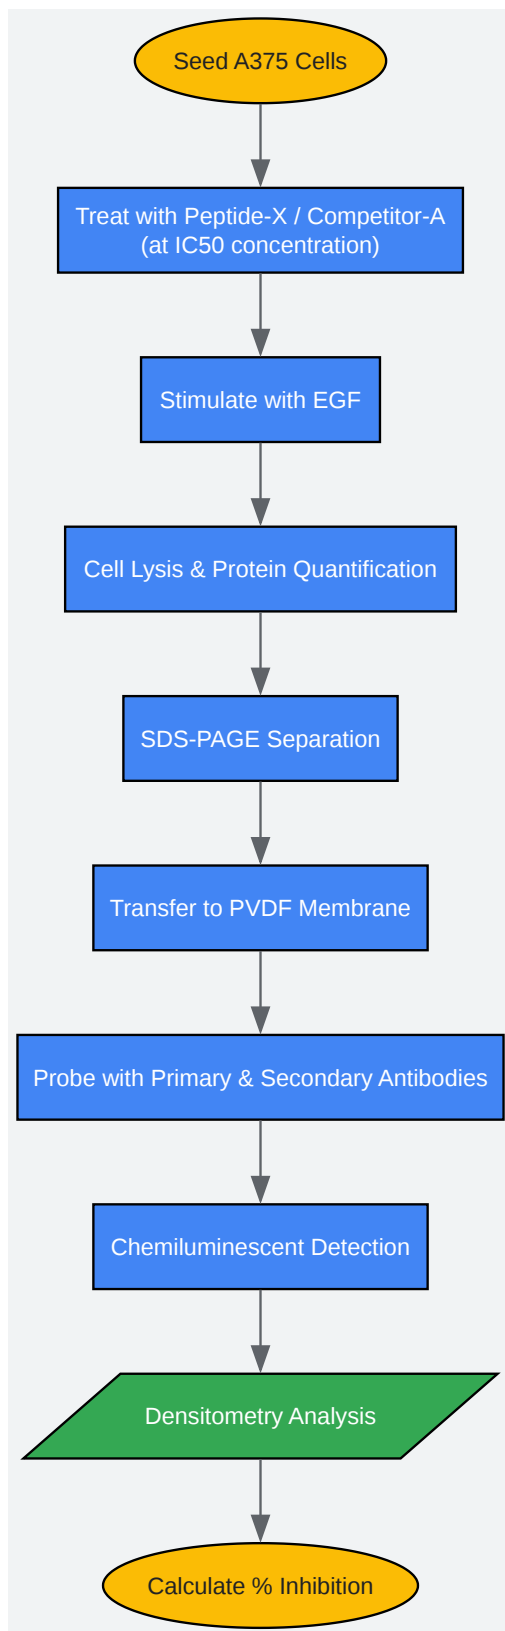 Seed A375 Cells
Treat with Peptide-X / Competitor-A
(at IC50 concentration)
Stimulate with EGF
Cell Lysis & Protein Quantification
SDS-PAGE Separation
Transfer to PVDF Membrane
Probe with Primary & Secondary Antibodies
Chemiluminescent Detection
Densitometry Analysis
Calculate % Inhibition